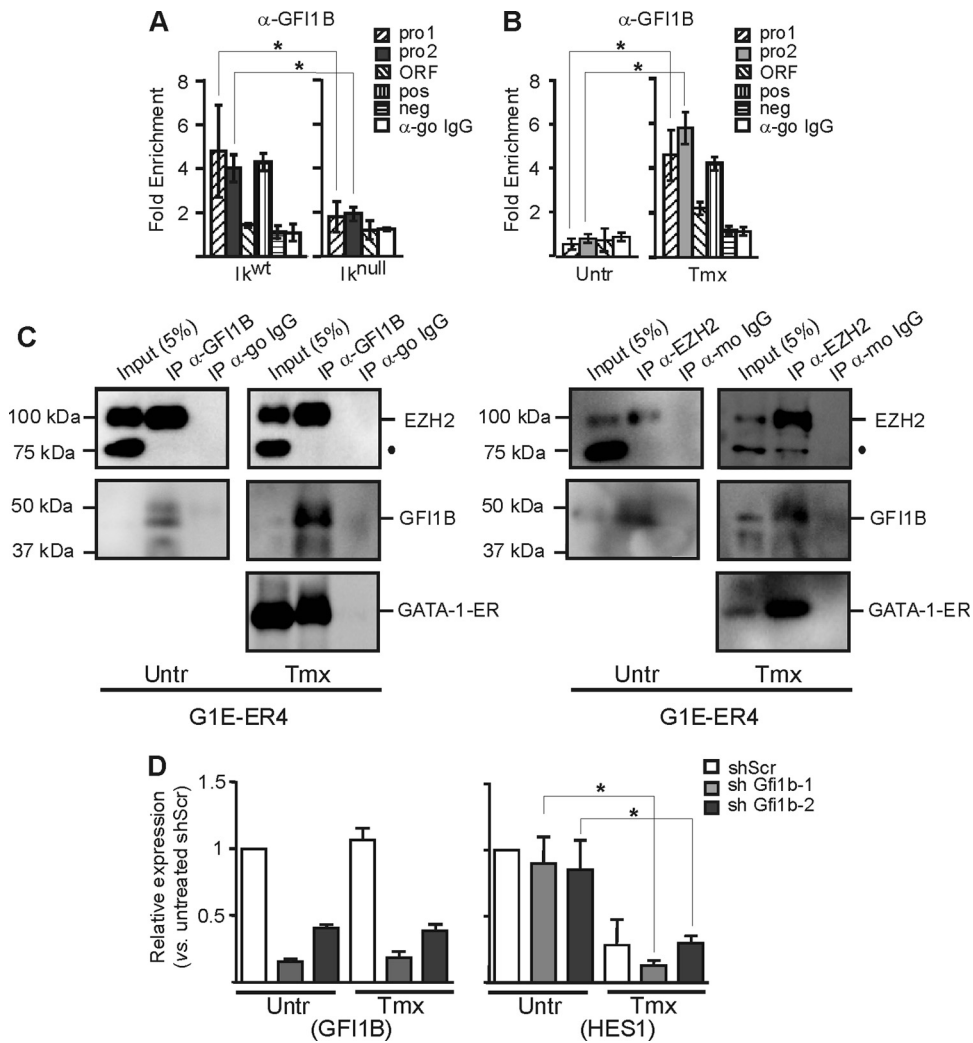 A
α-GFI1B
pro1
pro2
ORF
pos
neg
α-go IgG
*
*
Fold Enrichment
8
6
4
2
Ikwt
Iknull
B
α-GFI1B
pro1
pro2
ORF
pos
neg
α-go IgG
*
*
Fold Enrichment
8
6
4
2
Untr
Tmx
C
Input (5%)
IP α-GFI1B
IP α-go IgG
Input (5%)
IP α-GFI1B
IP α-go IgG
100 kDa
EZH2
75 kDa
50 kDa
GFI1B
37 kDa
GATA-1-ER
Untr
Tmx
G1E-ER4
Input (5%)
IP α-EZH2
IP α-mo IgG
Input (5%)
IP α-EZH2
IP α-mo IgG
100 kDa
EZH2
75 kDa
50 kDa
GFI1B
37 kDa
GATA-1-ER
Untr
Tmx
G1E-ER4
D
shScr
sh Gfi1b-1
sh Gfi1b-2
*
*
Relative expression
(vs. untreated shScr)
1.5
1
0.5
Untr
Tmx
(GFI1B)
Untr
Tmx
(HES1)